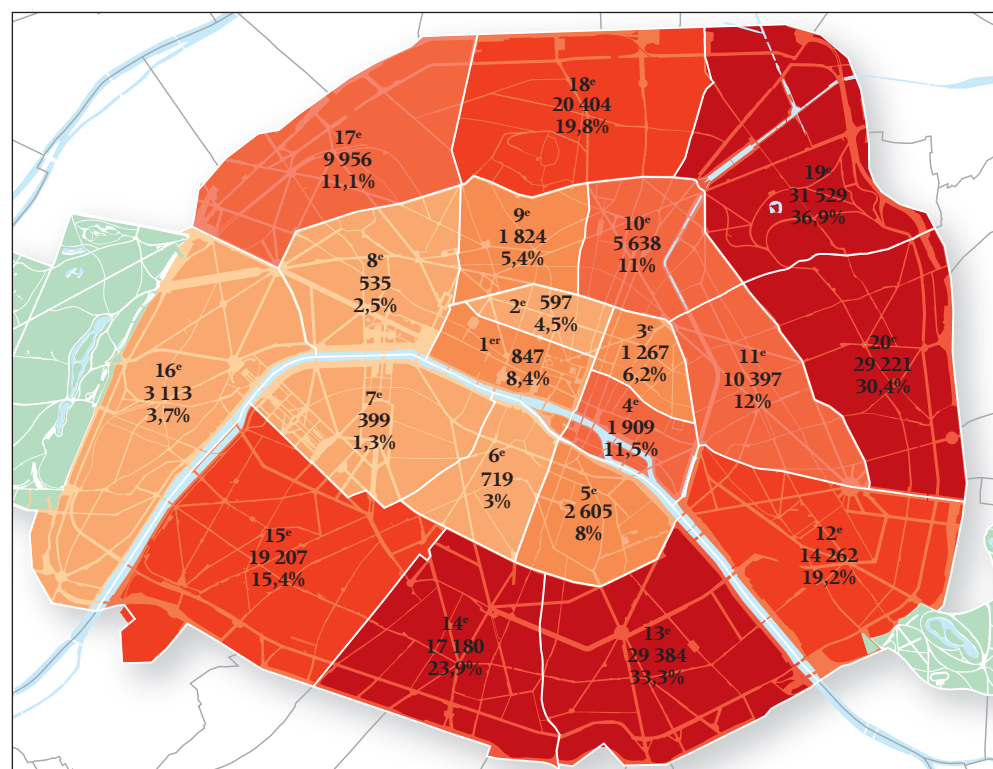 18e
20 404
19,8%
17e
9 956
11,1%
19e
31 529
36,9%
9e
1 824
5,4%
10e
5 638
11%
8e
535
2,5%
2e 597
4,5%
3e
1 267
6,2%
1er 847
8,4%
20e
29 221
30,4%
11e
10 397
12%
16e
3 113
3,7%
7e
399
1,3%
4e
1 909
11,5%
6e
719
3%
5e
2 605
8%
15e
19 207
15,4%
12e
14 262
19,2%
14e
17 180
23,9%
13e
29 384
33,3%